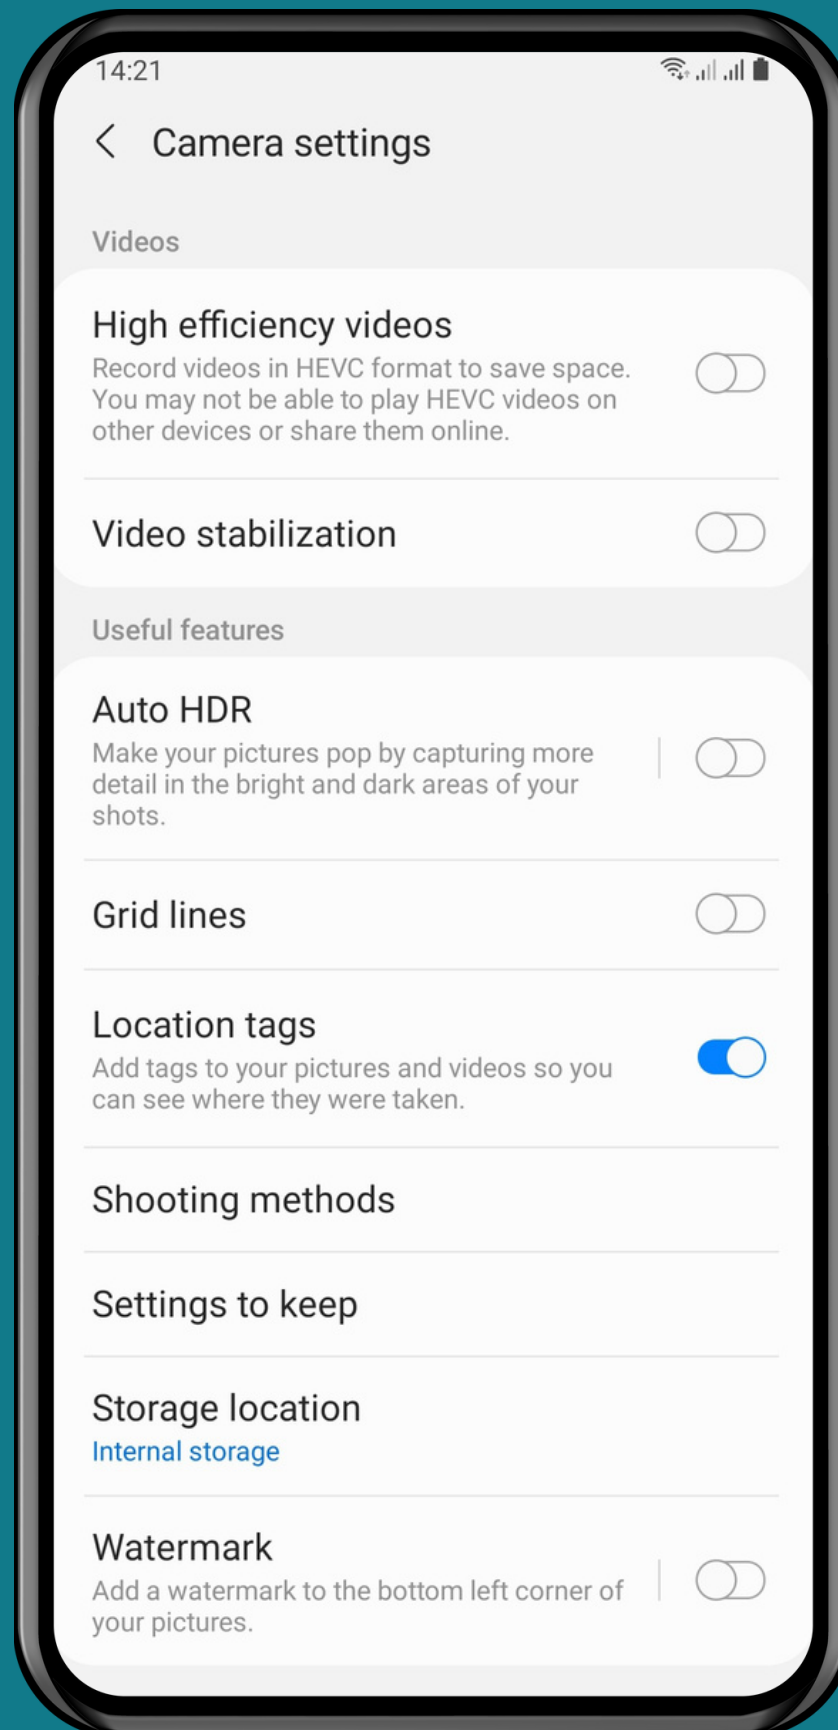 14:21
Camera settings
Videos
High efficiency videos
Record videos in HEVC format to save space.
You may not be able to play HEVC videos on
other devices or share them online.
Video stabilization
Useful features
Auto HDR
Make your pictures pop by capturing more
detail in the bright and dark areas of your
shots.
Grid lines
Location tags
Add tags to your pictures and videos so you
can see where they were taken.
Shooting methods
Settings to keep
Storage location
Internal storage
Watermark
Add a watermark to the bottom left corner of
your pictures.